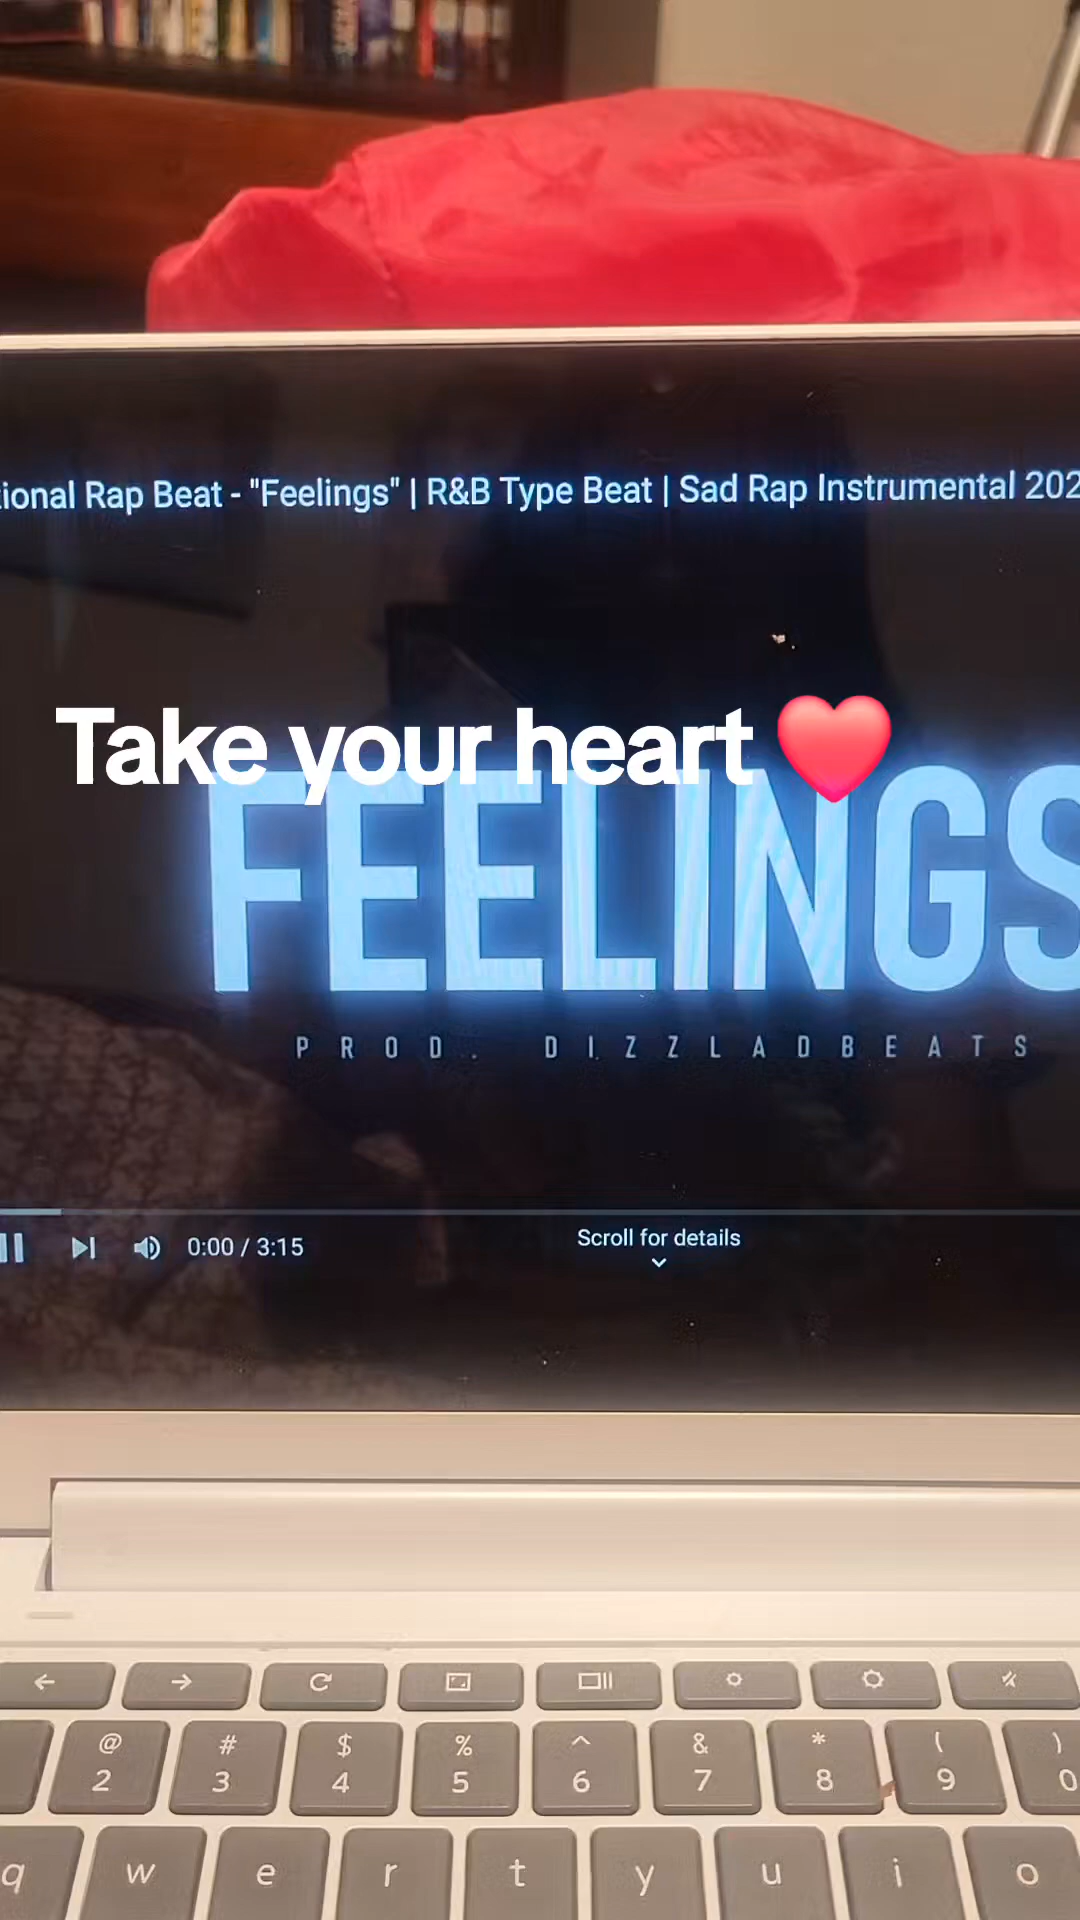 tional Rap Beat - "Feelings" | R&B Type Beat | Sad Rap Instrumental 202
Take your heart ❤️
FEELINGS
PROD. DIZZLADBEATS
0:00 / 3:15
Scroll for details
@ # $ % ^ & * ( )
2 3 4 5 6 7 8 9 0
q w e r t y u i o